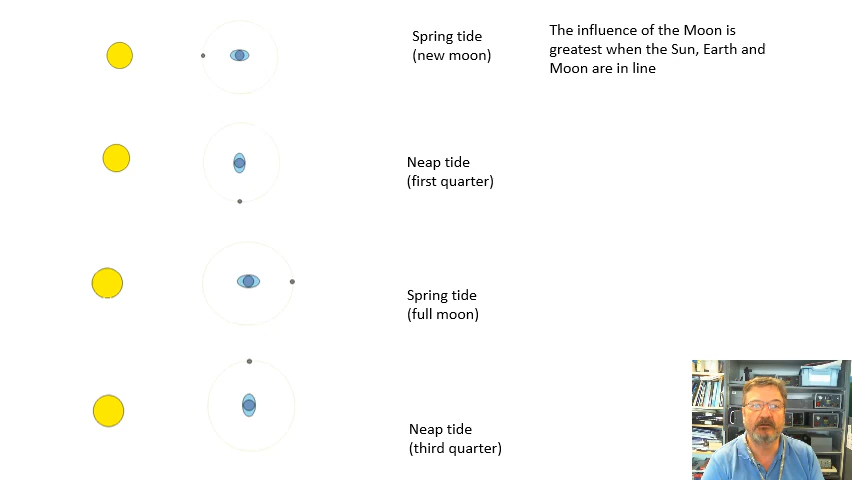 Spring tide
(new moon)
The influence of the Moon is
greatest when the Sun, Earth and
Moon are in line
Neap tide
(first quarter)
Spring tide
(full moon)
Neap tide
(third quarter)